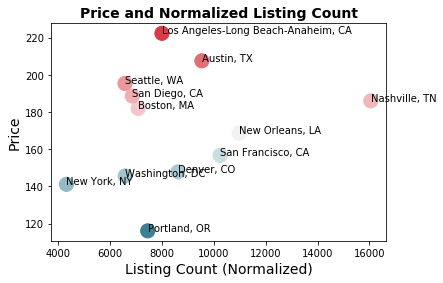 Price and Normalized Listing Count
Price
220
200
180
160
140
120
Los Angeles-Long Beach-Anaheim, CA
Austin, TX
Seattle, WA
San Diego, CA
Nashville, TN
Boston, MA
New Orleans, LA
San Francisco, CA
Denver, CO
Washington, DC
New York, NY
Portland, OR
4000 6000 8000 10000 12000 14000 16000
Listing Count (Normalized)